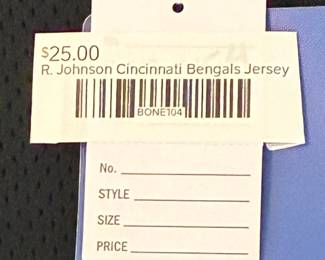 $25.00
R. Johnson Cincinnati Bengals Jersey
BONE104
No.
STYLE
SIZE
PRICE